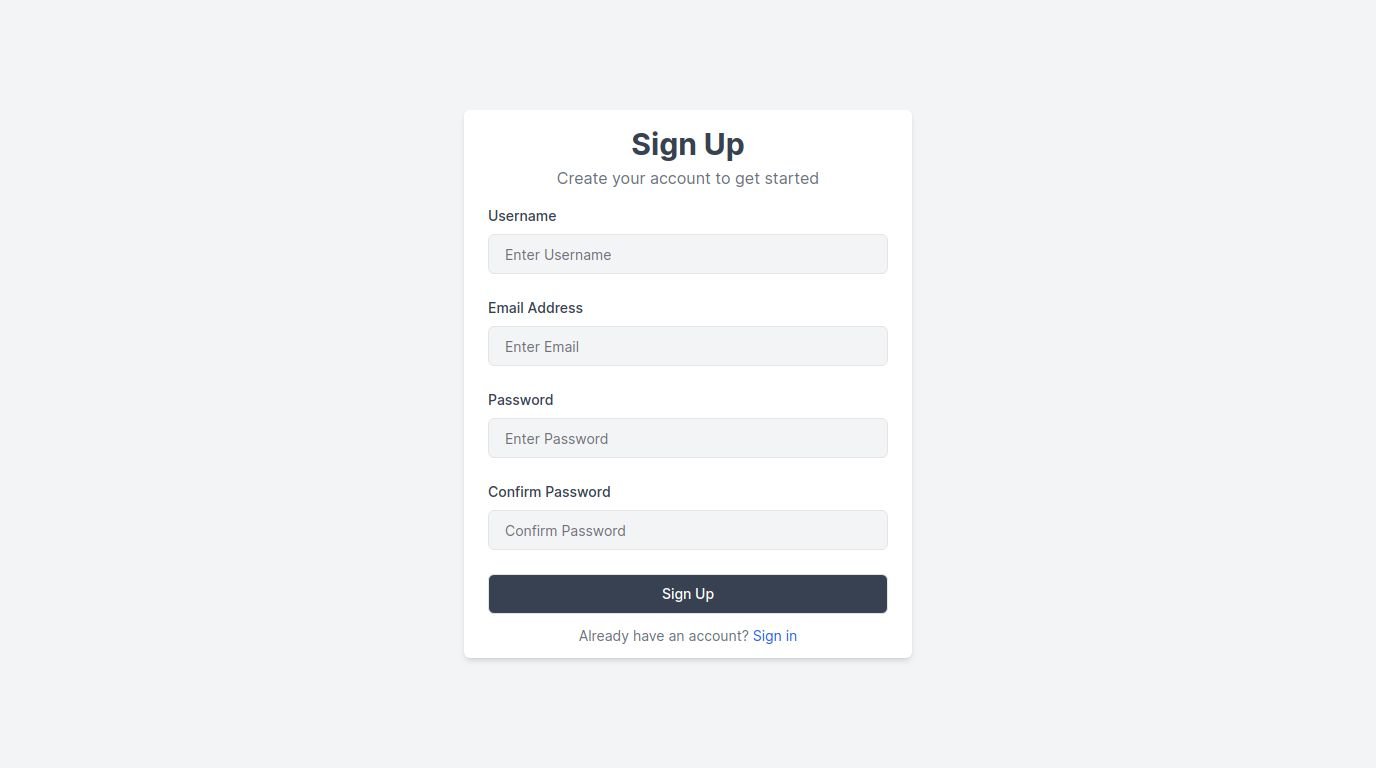 Sign Up
Create your account to get started
Username
Enter Username
Email Address
Enter Email
Password
Enter Password
Confirm Password
Confirm Password
Sign Up
Already have an account? Sign in